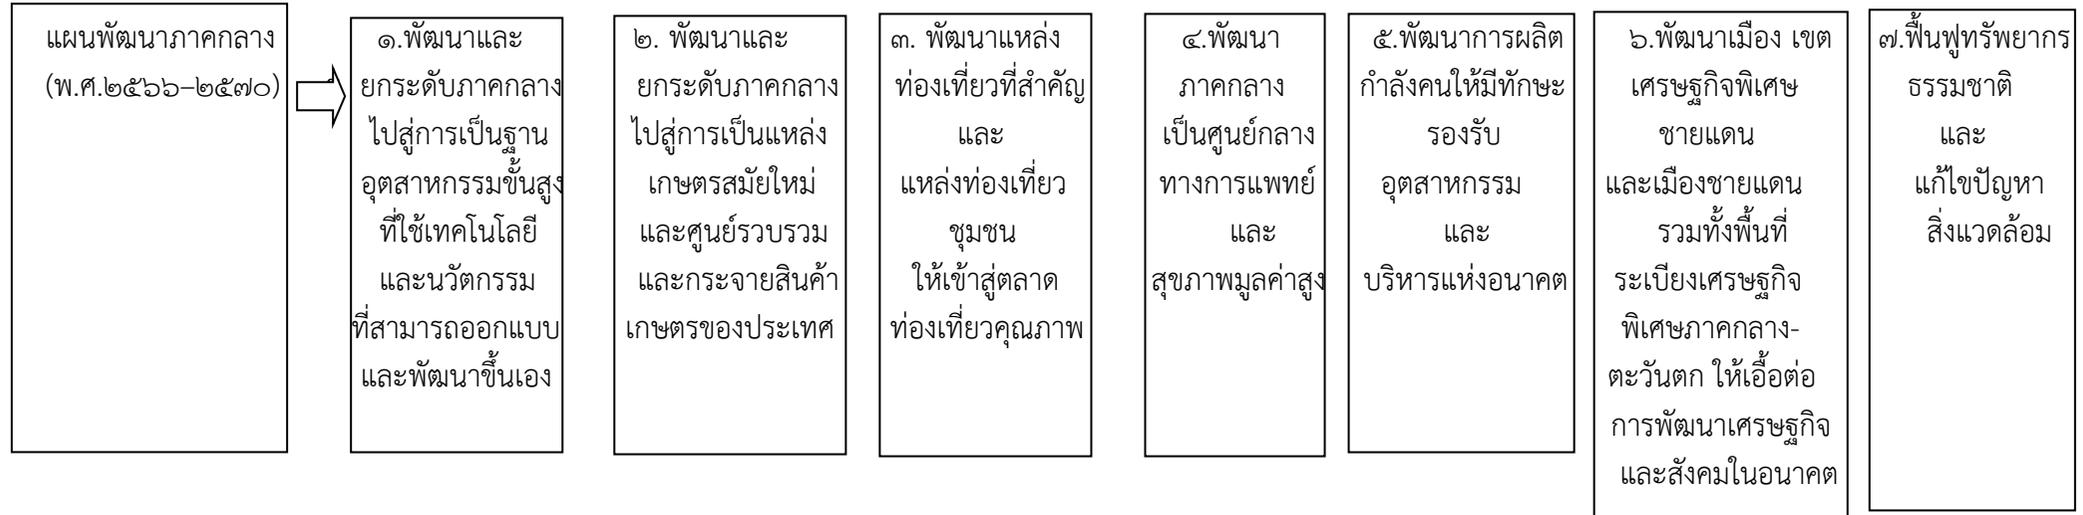 แผนพัฒนาภาคกลาง
(พ.ศ.๒๕๖๖–๒๕๗๐)
๑.พัฒนาและ
ยกระดับภาคกลาง
ไปสู่การเป็นฐาน
อุตสาหกรรมขั้นสูง
ที่ใช้เทคโนโลยี
และนวัตกรรม
ที่สามารถออกแบบ
และพัฒนาขึ้นเอง
๒. พัฒนาและ
ยกระดับภาคกลาง
ไปสู่การเป็นแหล่ง
เกษตรสมัยใหม่
และศูนย์รวบรวม
และกระจายสินค้า
เกษตรของประเทศ
๓. พัฒนาแหล่ง
ท่องเที่ยวที่สำคัญ
และ
แหล่งท่องเที่ยว
ชุมชน
ให้เข้าสู่ตลาด
ท่องเที่ยวคุณภาพ
๔.พัฒนา
ภาคกลาง
เป็นศูนย์กลาง
ทางการแพทย์
และ
สุขภาพมูลค่าสูง
๕.พัฒนาการผลิต
กำลังคนให้มีทักษะ
รองรับ
อุตสาหกรรม
และ
บริหารแห่งอนาคต
๖.พัฒนาเมือง เขต
เศรษฐกิจพิเศษ
ชายแดน
และเมืองชายแดน
รวมทั้งพื้นที่
ระเบียงเศรษฐกิจ
พิเศษภาคกลาง-
ตะวันตก ให้เอื้อต่อ
การพัฒนาเศรษฐกิจ
และสังคมในอนาคต
๗.ฟื้นฟูทรัพยากร
ธรรมชาติ
และ
แก้ไขปัญหา
สิ่งแวดล้อม